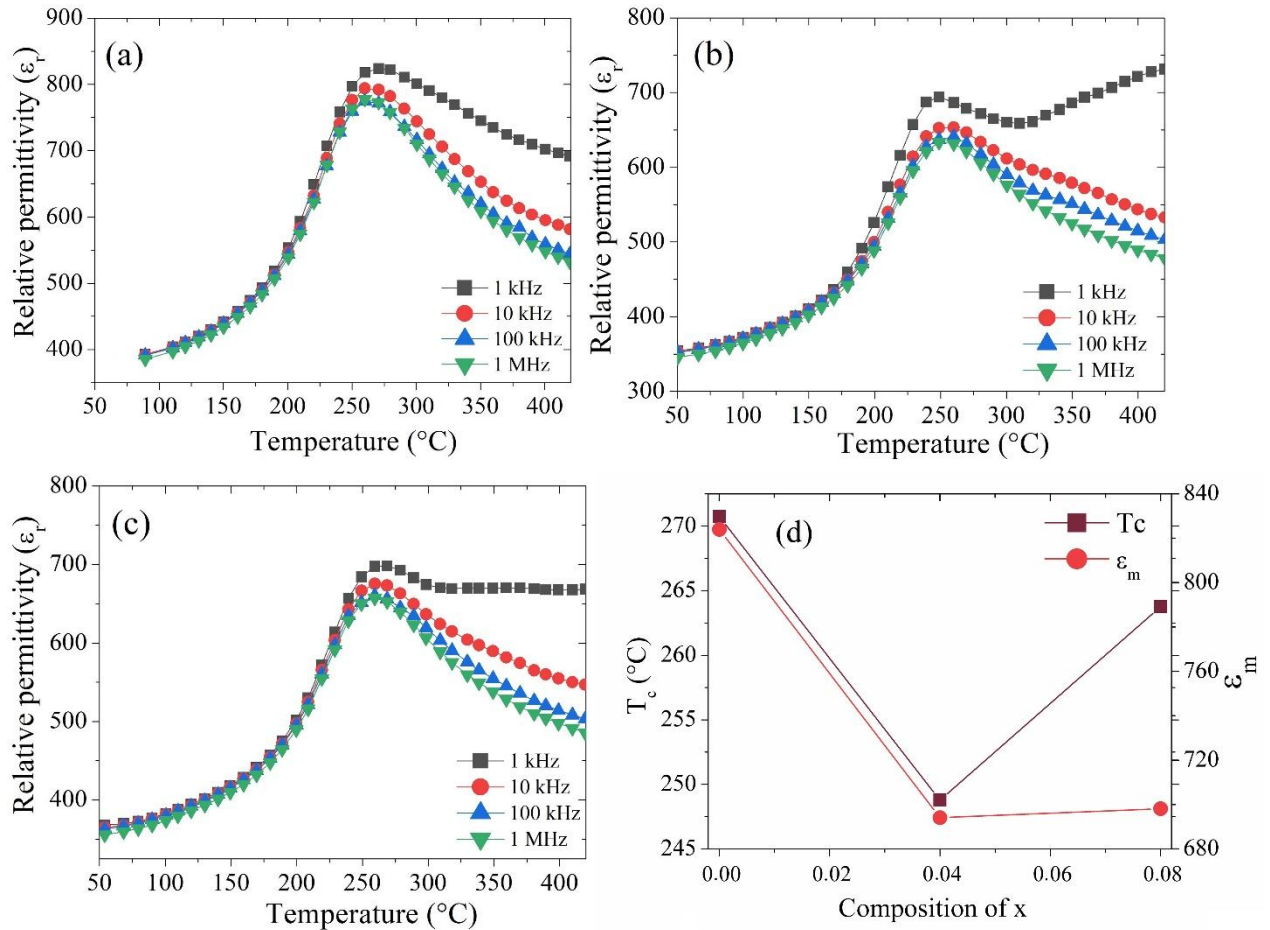 (a)
Relative permittivity (εr)
900
800
700
600
500
400
1 kHz
10 kHz
100 kHz
1 MHz
50 100 150 200 250 300 350 400
Temperature (°C)
(b)
Relative permittivity (εr)
800
700
600
500
400
300
1 kHz
10 kHz
100 kHz
1 MHz
50 100 150 200 250 300 350 400
Temperature (°C)
(c)
Relative permittivity (εr)
800
700
600
500
400
1 kHz
10 kHz
100 kHz
1 MHz
50 100 150 200 250 300 350 400
Temperature (°C)
(d)
Tc
εm
Tc (°C)
270
265
260
255
250
245
εm
840
800
760
720
680
0.00 0.02 0.04 0.06 0.08
Composition of x